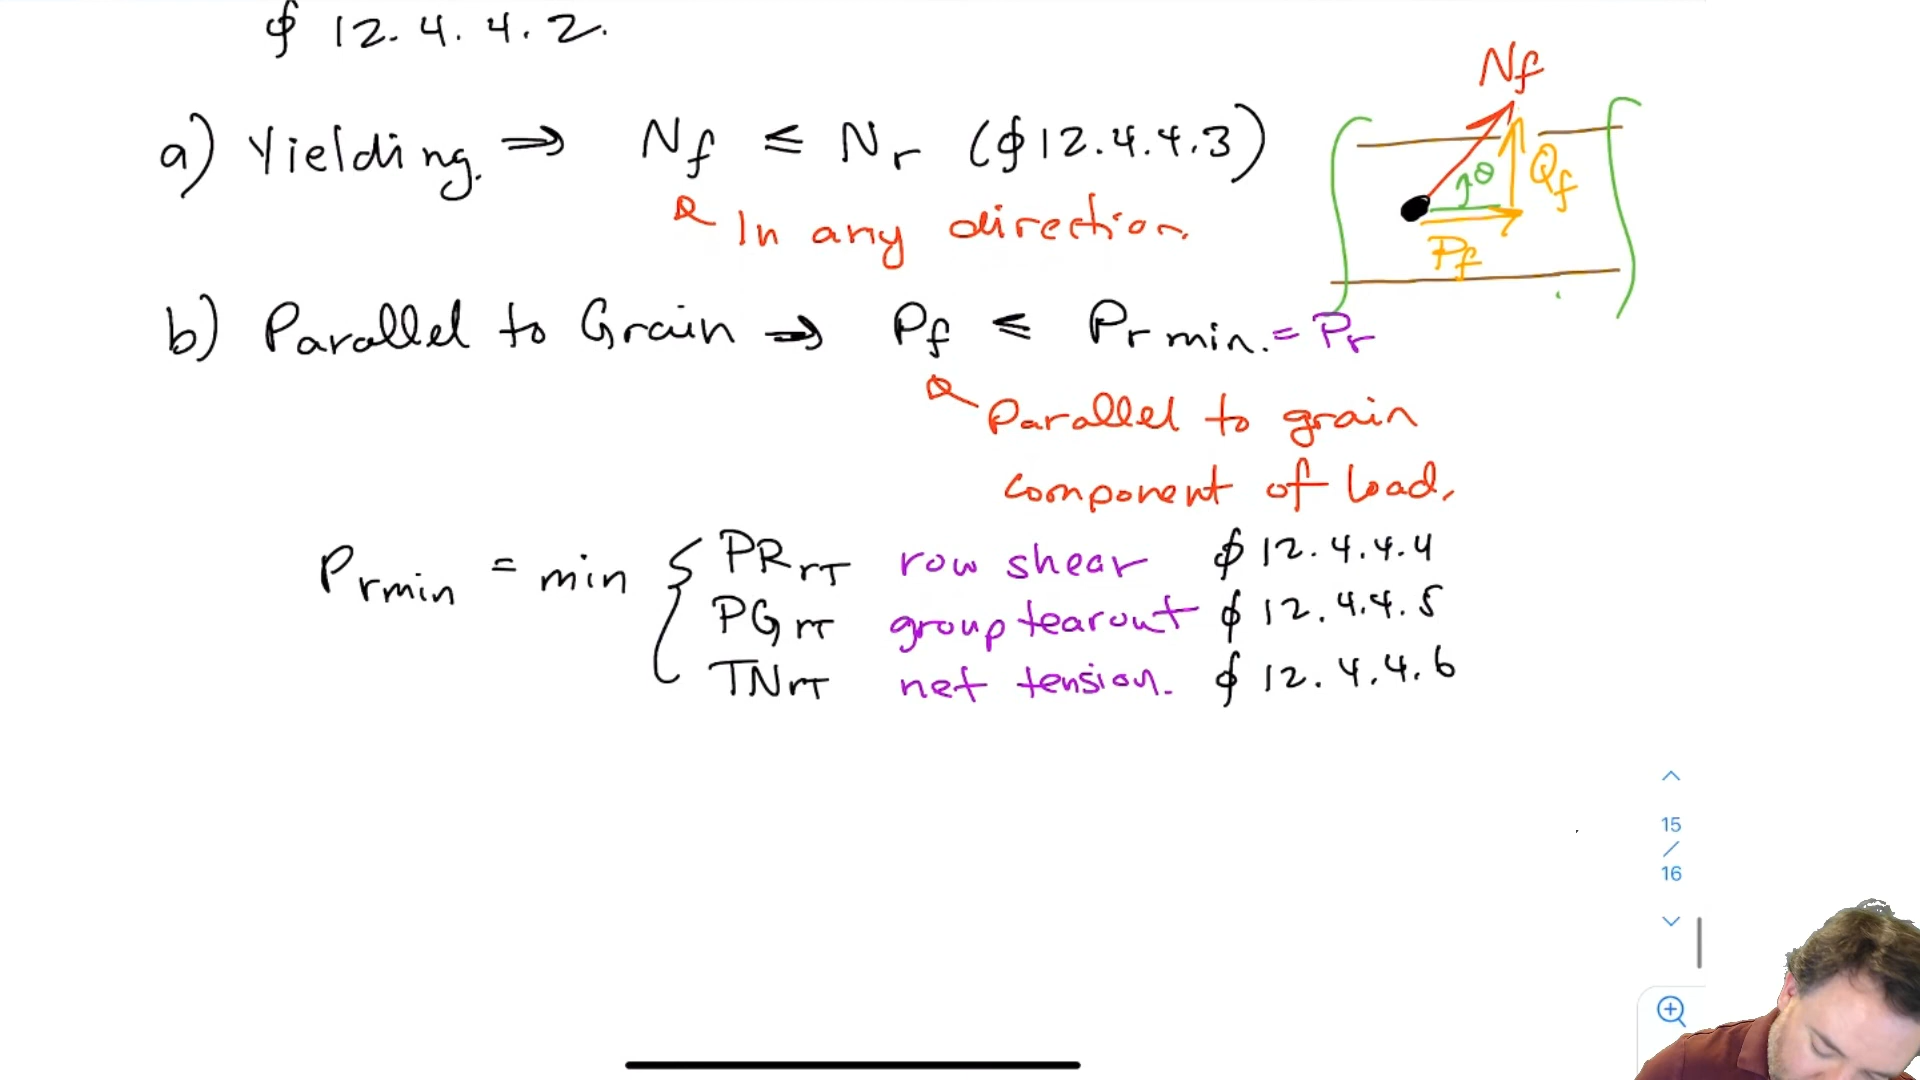 § 12.4.4.2.
a) Yielding. ⇒ Nf ≤ Nr (§12.4.4.3)
In any direction.
Nf
θ
Qf
Pf
b) Parallel to Grain → Pf ≤ Pr min. = Pr
Parallel to grain
component of load.
Prmin = min { PRrT row shear § 12.4.4.4
PGrT group tearout § 12.4.4.5
TNrT net tension. § 12.4.4.6
15
/
16